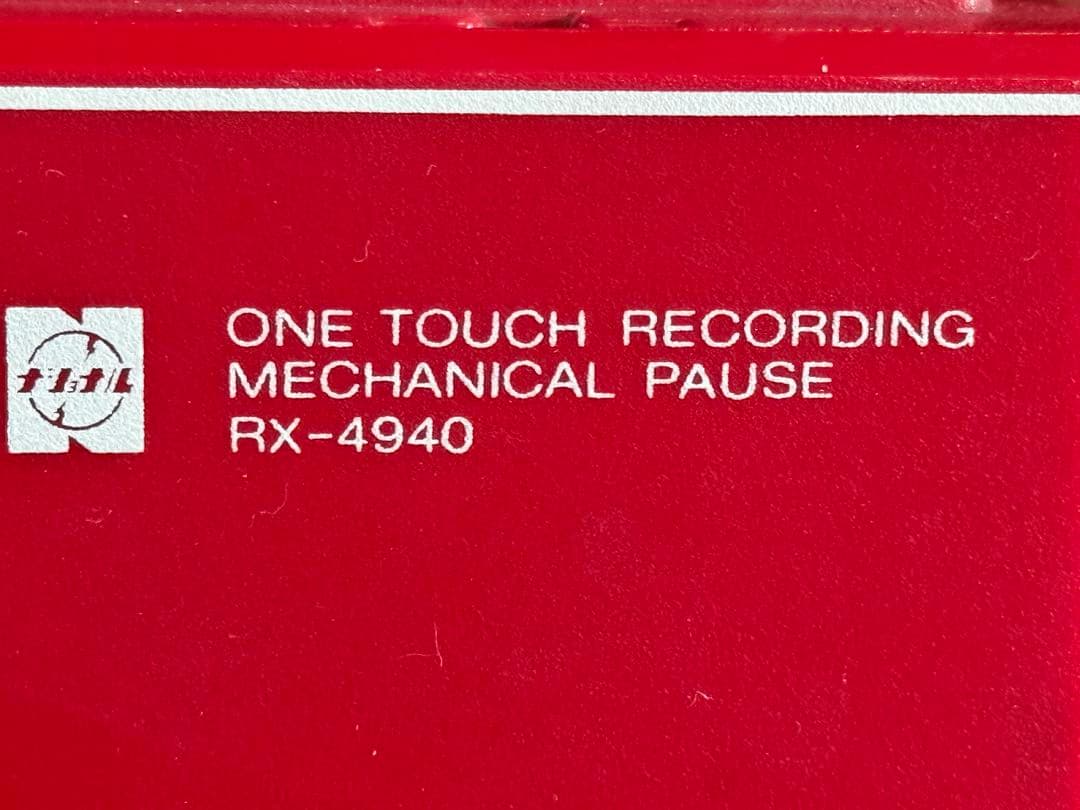 ナショナル
ONE TOUCH RECORDING
MECHANICAL PAUSE
RX-4940